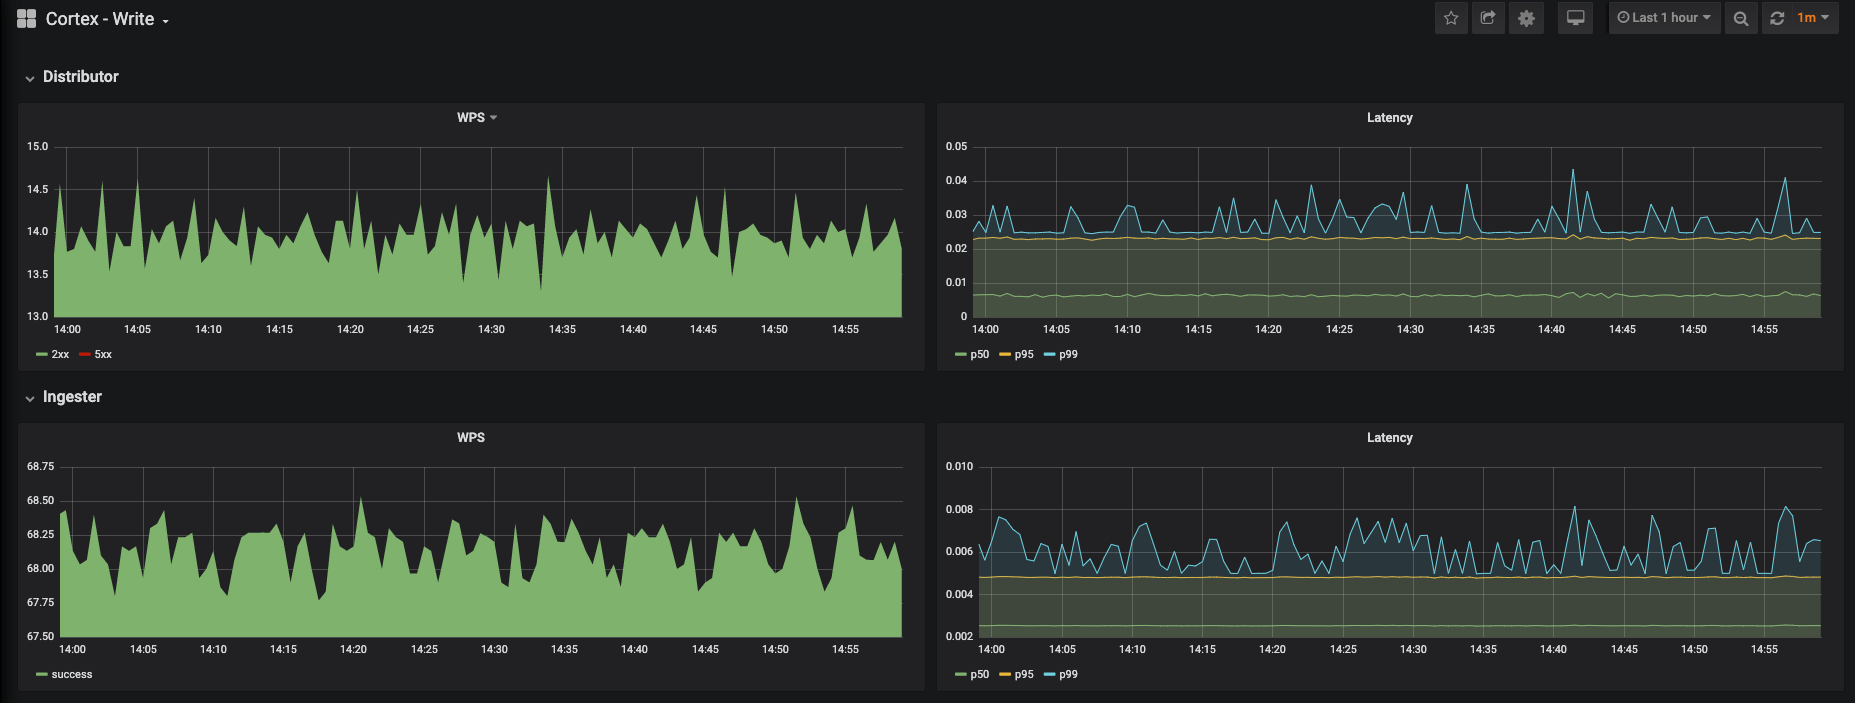 Cortex - Write
Last 1 hour
1m
Distributor
WPS
15.0
14.5
14.0
13.5
13.0
14:00 14:05 14:10 14:15 14:20 14:25 14:30 14:35 14:40 14:45 14:50 14:55
2xx 5xx
Latency
0.05
0.04
0.03
0.02
0.01
0
14:00 14:05 14:10 14:15 14:20 14:25 14:30 14:35 14:40 14:45 14:50 14:55
p50 p95 p99
Ingester
WPS
68.75
68.50
68.25
68.00
67.75
67.50
14:00 14:05 14:10 14:15 14:20 14:25 14:30 14:35 14:40 14:45 14:50 14:55
success
Latency
0.010
0.008
0.006
0.004
0.002
14:00 14:05 14:10 14:15 14:20 14:25 14:30 14:35 14:40 14:45 14:50 14:55
p50 p95 p99